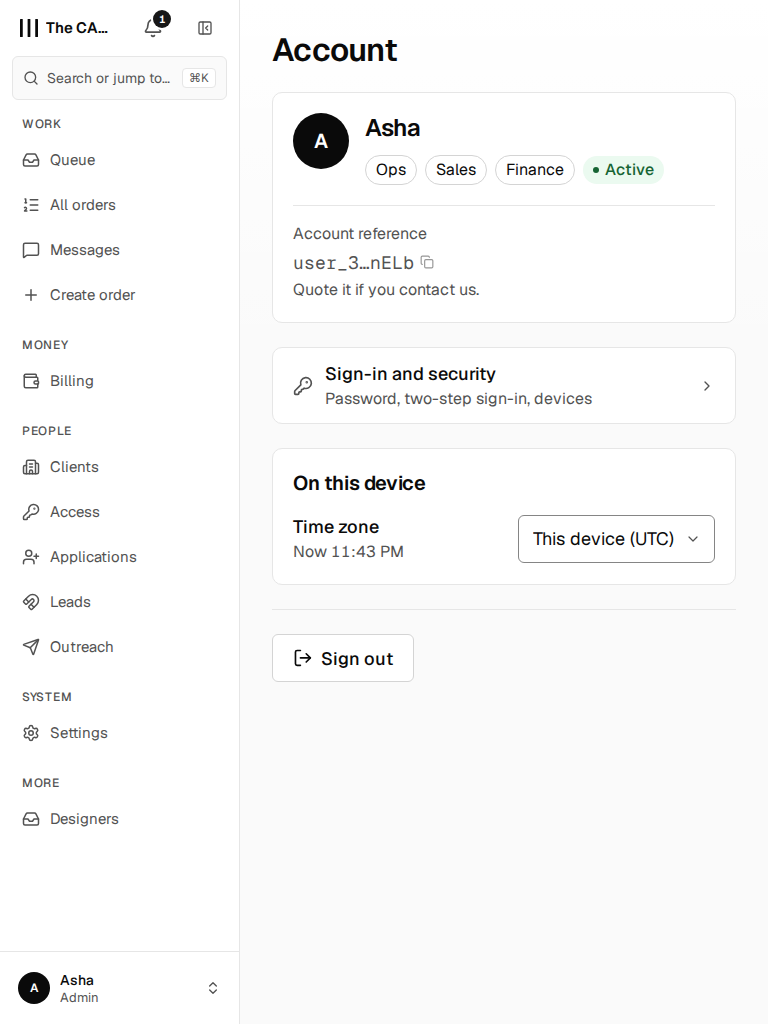 The CA...
1
Search or jump to... ⌘K
WORK
Queue
All orders
Messages
Create order
MONEY
Billing
PEOPLE
Clients
Access
Applications
Leads
Outreach
SYSTEM
Settings
MORE
Designers
A
Asha
Admin
Account
A
Asha
Ops Sales Finance Active
Account reference
user_3…nELb
Quote it if you contact us.
Sign-in and security
Password, two-step sign-in, devices
On this device
Time zone
Now 11:43 PM
This device (UTC)
Sign out